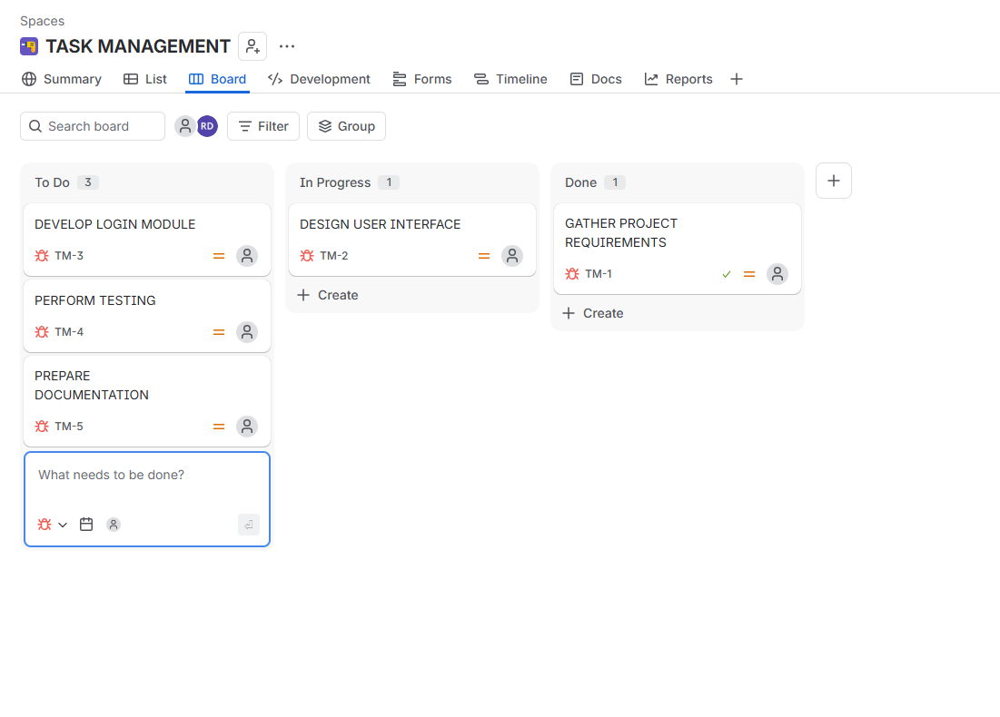 Spaces
TASK MANAGEMENT
Summary List Board Development Forms Timeline Docs Reports
Search board RD Filter Group
To Do 3
DEVELOP LOGIN MODULE
TM-3
PERFORM TESTING
TM-4
PREPARE
DOCUMENTATION
TM-5
What needs to be done?
In Progress 1
DESIGN USER INTERFACE
TM-2
Create
Done 1
GATHER PROJECT
REQUIREMENTS
TM-1
Create